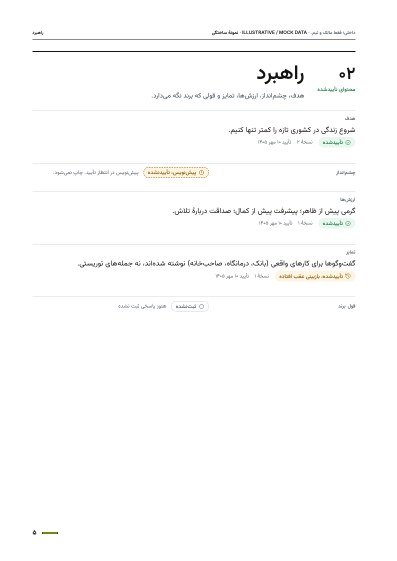 داخلی؛ فقط مالک و تیم. · ILLUSTRATIVE / MOCK DATA · نمونهٔ ساختگی
راهبرد
۰۲
راهبرد
محتوای تأییدشده
هدف، چشم‌انداز، ارزش‌ها، تمایز و قولی که برند نگه می‌دارد.
هدف
شروع زندگی در کشوری تازه را کمتر تنها کنیم.
تأییدشده نسخهٔ ۲ تأیید ۱۰ مهر ۱۴۰۵
چشم‌انداز
پیش‌نویس، تأییدنشده پیش‌نویس در انتظار تأیید. چاپ نمی‌شود.
ارزش‌ها
گرمی پیش از ظاهر؛ پیشرفت پیش از کمال؛ صداقت دربارهٔ تلاش.
تأییدشده نسخهٔ ۱ تأیید ۱۰ مهر ۱۴۰۵
تمایز
گفت‌وگوها برای کارهای واقعی (بانک، درمانگاه، صاحب‌خانه) نوشته شده‌اند، نه جمله‌های توریستی.
تأییدشده، بازبینی عقب افتاده نسخهٔ ۱ تأیید ۱۰ مهر ۱۴۰۵
قول برند
ثبت‌نشده هنوز پاسخی ثبت نشده
۵